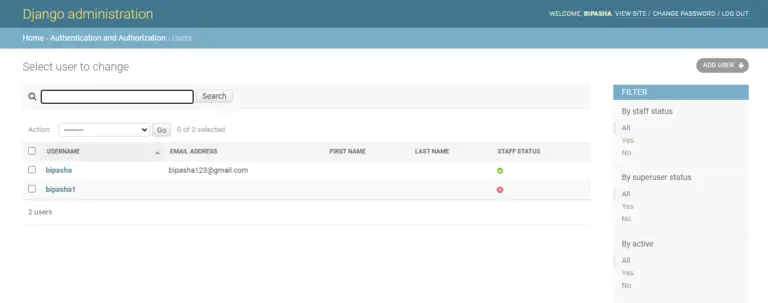 Django administration
WELCOME, BIPASHA. VIEW SITE / CHANGE PASSWORD / LOG OUT
Home › Authentication and Authorization › Users
Select user to change
ADD USER +
Search
Action: --------- Go 0 of 2 selected
USERNAME EMAIL ADDRESS FIRST NAME LAST NAME STAFF STATUS
bipasha bipasha123@gmail.com
bipasha1
2 users
FILTER
By staff status
All
Yes
No
By superuser status
All
Yes
No
By active
All
Yes
No